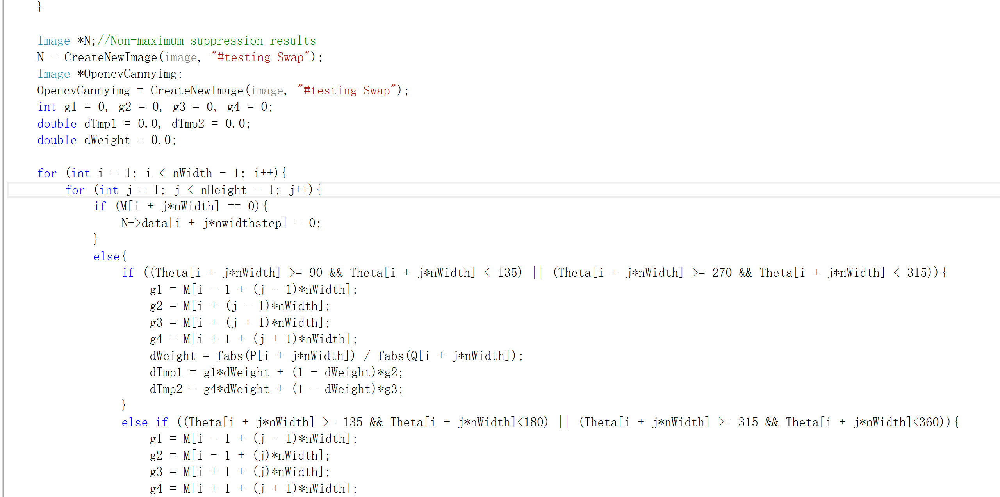 }
Image *N;//Non-maximum suppression results
N = CreateNewImage(image, "#testing Swap");
Image *OpencvCannyimg;
OpencvCannyimg = CreateNewImage(image, "#testing Swap");
int g1 = 0, g2 = 0, g3 = 0, g4 = 0;
double dTmp1 = 0.0, dTmp2 = 0.0;
double dWeight = 0.0;
for (int i = 1; i < nWidth - 1; i++){
for (int j = 1; j < nHeight - 1; j++){
if (M[i + j*nWidth] == 0){
N->data[i + j*nwidthstep] = 0;
}
else{
if ((Theta[i + j*nWidth] >= 90 && Theta[i + j*nWidth] < 135) || (Theta[i + j*nWidth] >= 270 && Theta[i + j*nWidth] < 315)){
g1 = M[i - 1 + (j - 1)*nWidth];
g2 = M[i + (j - 1)*nWidth];
g3 = M[i + (j + 1)*nWidth];
g4 = M[i + 1 + (j + 1)*nWidth];
dWeight = fabs(P[i + j*nWidth]) / fabs(Q[i + j*nWidth]);
dTmp1 = g1*dWeight + (1 - dWeight)*g2;
dTmp2 = g4*dWeight + (1 - dWeight)*g3;
}
else if ((Theta[i + j*nWidth] >= 135 && Theta[i + j*nWidth]<180) || (Theta[i + j*nWidth] >= 315 && Theta[i + j*nWidth]<360)){
g1 = M[i - 1 + (j - 1)*nWidth];
g2 = M[i - 1 + (j)*nWidth];
g3 = M[i + 1 + (j)*nWidth];
g4 = M[i + 1 + (j + 1)*nWidth];